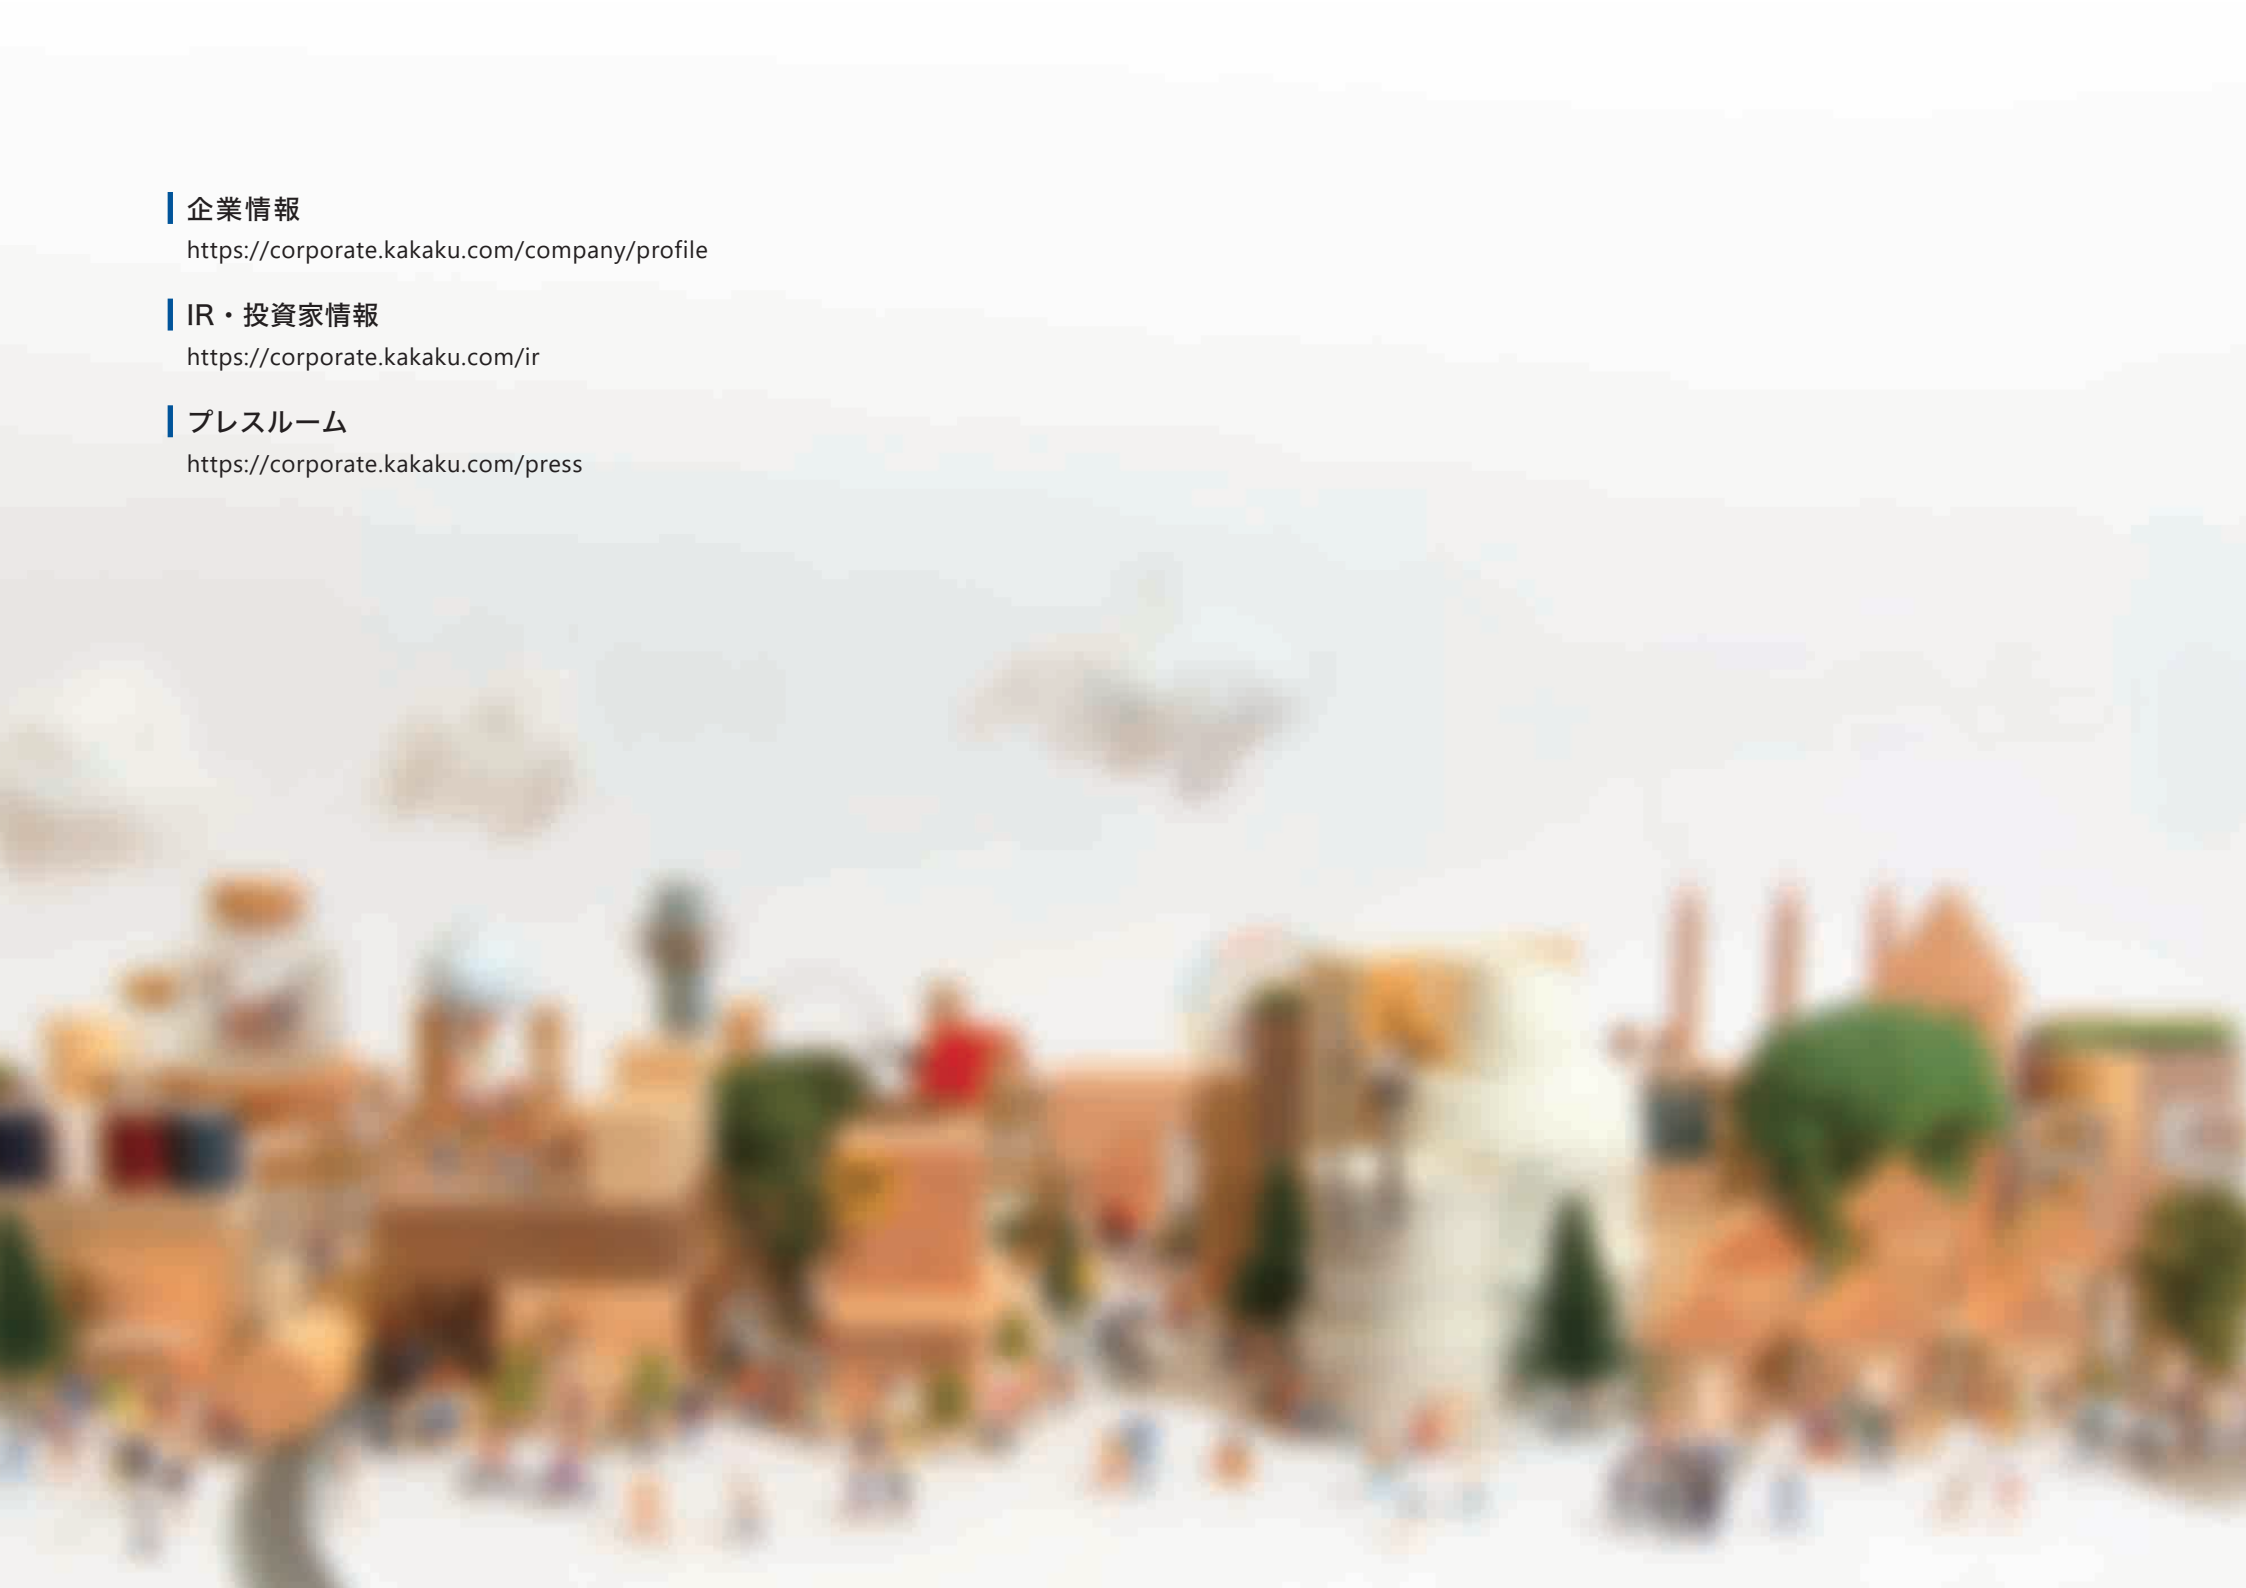 企業情報
https://corporate.kakaku.com/company/profile
IR・投資家情報
https://corporate.kakaku.com/ir
プレスルーム
https://corporate.kakaku.com/press